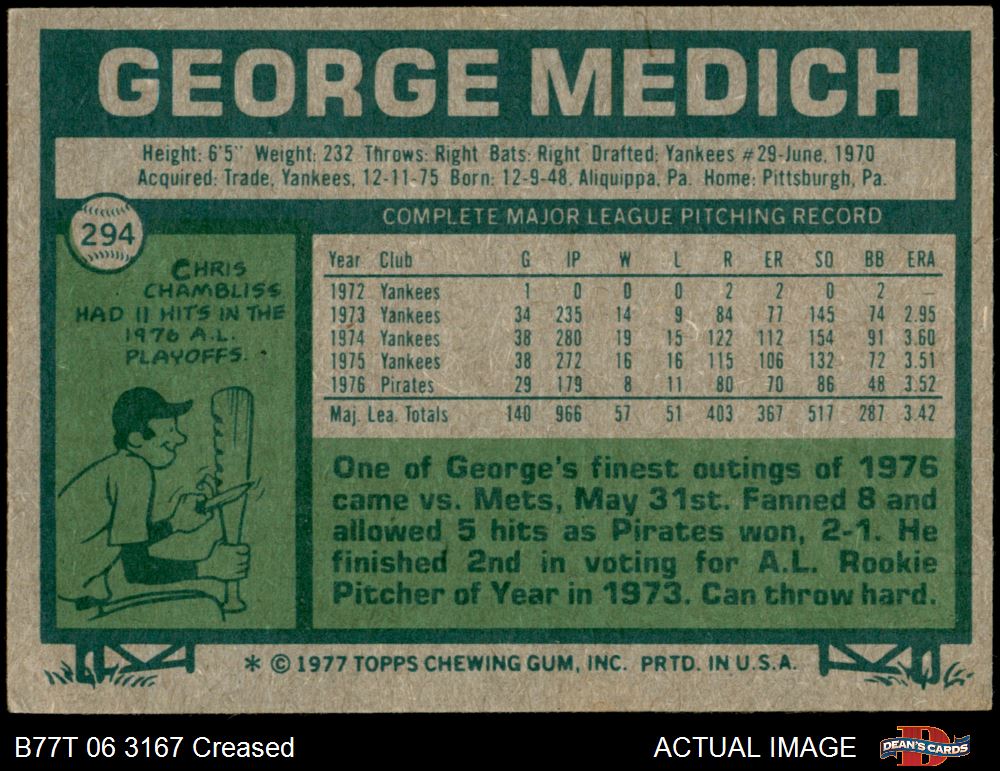 GEORGE MEDICH
Height: 6'5" Weight: 232 Throws: Right Bats: Right Drafted: Yankees #29-June, 1970
Acquired: Trade, Yankees, 12-11-75 Born: 12-9-48, Aliquippa, Pa. Home: Pittsburgh, Pa.
294
CHRIS
CHAMBLISS
HAD 11 HITS IN THE
1976 A.L.
PLAYOFFS.
COMPLETE MAJOR LEAGUE PITCHING RECORD
Year Club G IP W L R ER SO BB ERA
1972 Yankees 1 0 0 0 2 2 0 2 —
1973 Yankees 34 235 14 9 84 77 145 74 2.95
1974 Yankees 38 280 19 15 122 112 154 91 3.60
1975 Yankees 38 272 16 16 115 106 132 72 3.51
1976 Pirates 29 179 8 11 80 70 86 48 3.52
Maj. Lea. Totals 140 966 57 51 403 367 517 287 3.42
One of George's finest outings of 1976
came vs. Mets, May 31st. Fanned 8 and
allowed 5 hits as Pirates won, 2-1. He
finished 2nd in voting for A.L. Rookie
Pitcher of Year in 1973. Can throw hard.
* © 1977 TOPPS CHEWING GUM, INC. PRTD. IN U.S.A.
B77T 06 3167 Creased
ACTUAL IMAGE
D
DEAN'S CARDS